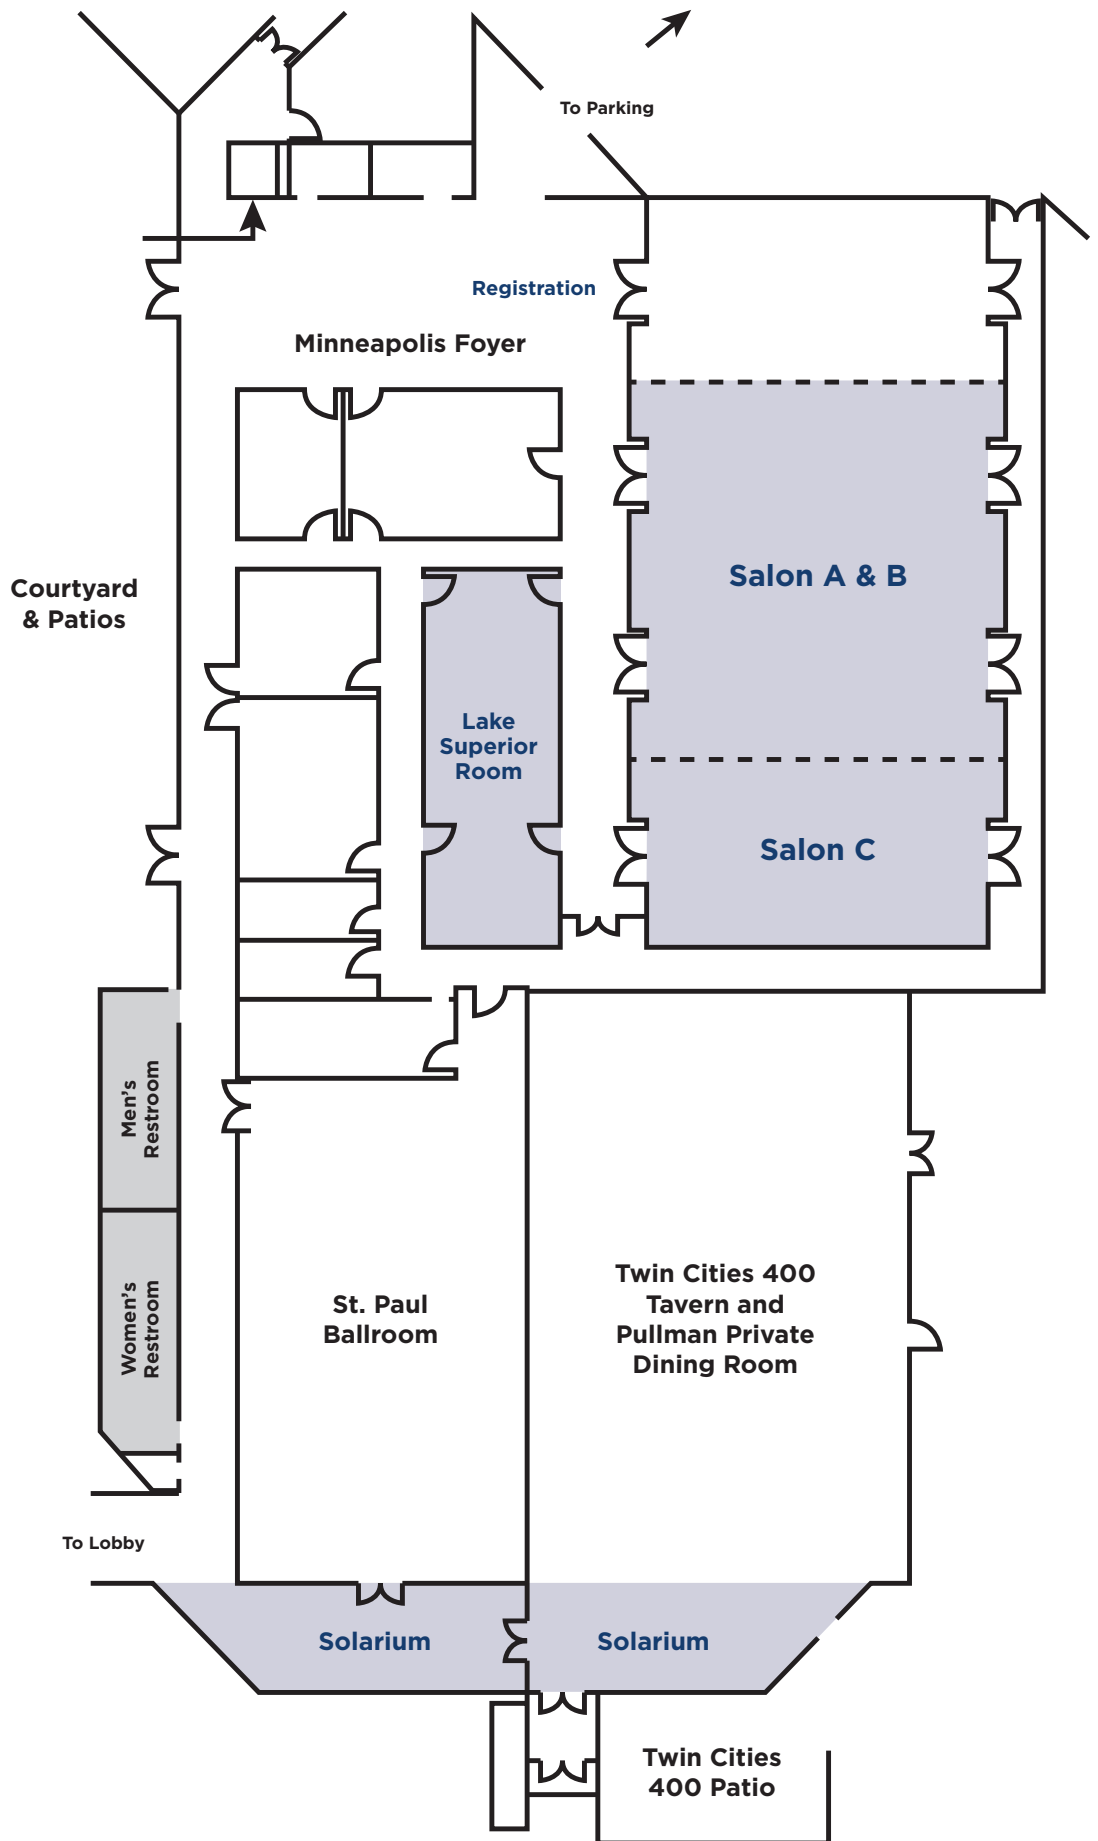 To Parking
Registration
Minneapolis Foyer
Courtyard
& Patios
Salon A & B
Lake
Superior
Room
Salon C
Men's
Restroom
Women's
Restroom
St. Paul
Ballroom
Twin Cities 400
Tavern and
Pullman Private
Dining Room
To Lobby
Solarium
Solarium
Twin Cities
400 Patio